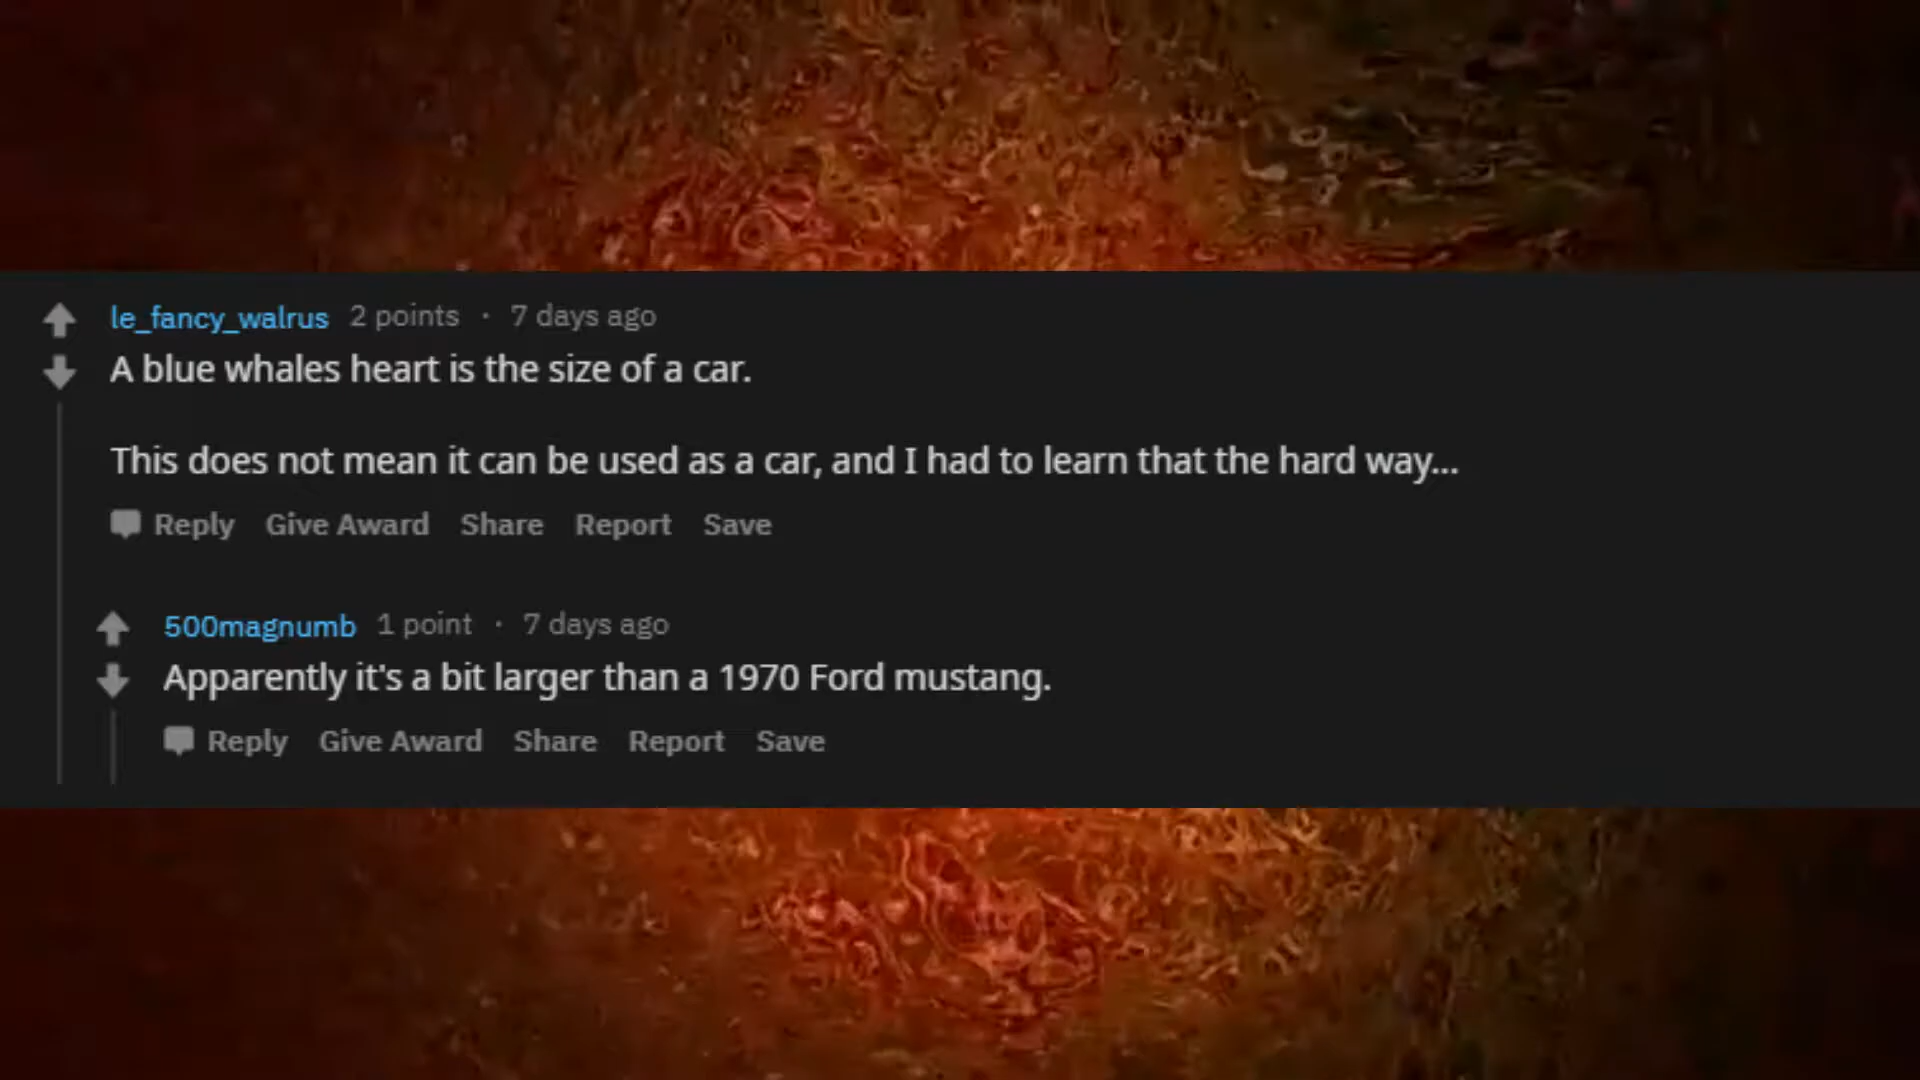 le_fancy_walrus 2 points · 7 days ago
A blue whales heart is the size of a car.
This does not mean it can be used as a car, and I had to learn that the hard way...
Reply Give Award Share Report Save
500magnumb 1 point · 7 days ago
Apparently it's a bit larger than a 1970 Ford mustang.
Reply Give Award Share Report Save